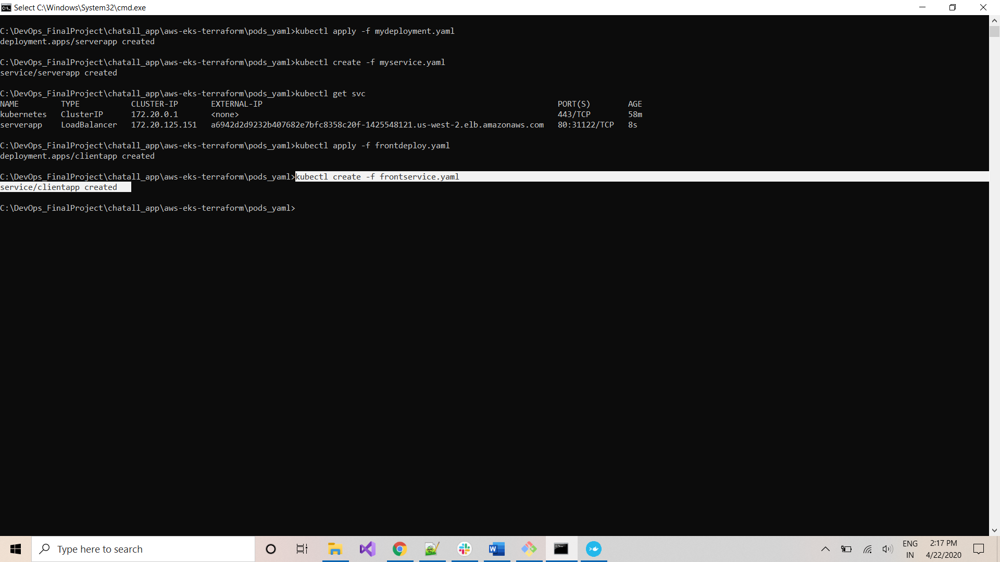 Select C:\Windows\System32\cmd.exe
C:\DevOps_FinalProject\chatall_app\aws-eks-terraform\pods_yaml>kubectl apply -f mydeployment.yaml
deployment.apps/serverapp created
C:\DevOps_FinalProject\chatall_app\aws-eks-terraform\pods_yaml>kubectl create -f myservice.yaml
service/serverapp created
C:\DevOps_FinalProject\chatall_app\aws-eks-terraform\pods_yaml>kubectl get svc
NAME TYPE CLUSTER-IP EXTERNAL-IP PORT(S) AGE
kubernetes ClusterIP 172.20.0.1 <none> 443/TCP 58m
serverapp LoadBalancer 172.20.125.151 a6942d2d9232b407682e7bfc8358c20f-1425548121.us-west-2.elb.amazonaws.com 80:31122/TCP 8s
C:\DevOps_FinalProject\chatall_app\aws-eks-terraform\pods_yaml>kubectl apply -f frontdeploy.yaml
deployment.apps/clientapp created
C:\DevOps_FinalProject\chatall_app\aws-eks-terraform\pods_yaml>kubectl create -f frontservice.yaml
service/clientapp created
C:\DevOps_FinalProject\chatall_app\aws-eks-terraform\pods_yaml>
Type here to search
ENG
IN
2:17 PM
4/22/2020